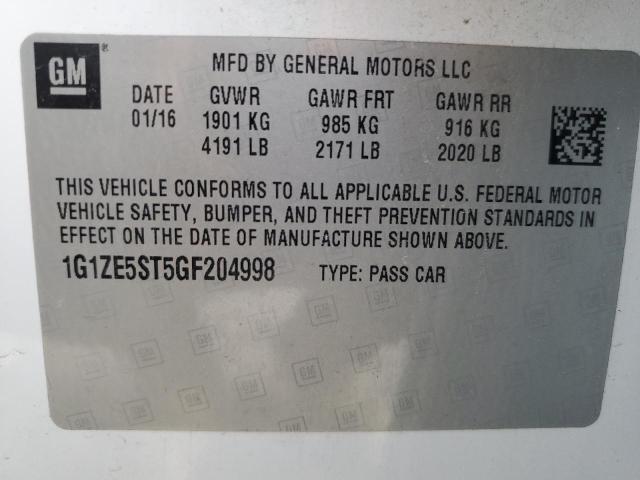 GM ® MFD BY GENERAL MOTORS LLC
DATE GVWR GAWR FRT GAWR RR
01/16 1901 KG 985 KG 916 KG
4191 LB 2171 LB 2020 LB
THIS VEHICLE CONFORMS TO ALL APPLICABLE U.S. FEDERAL MOTOR
VEHICLE SAFETY, BUMPER, AND THEFT PREVENTION STANDARDS IN
EFFECT ON THE DATE OF MANUFACTURE SHOWN ABOVE.
1G1ZE5ST5GF204998 TYPE: PASS CAR